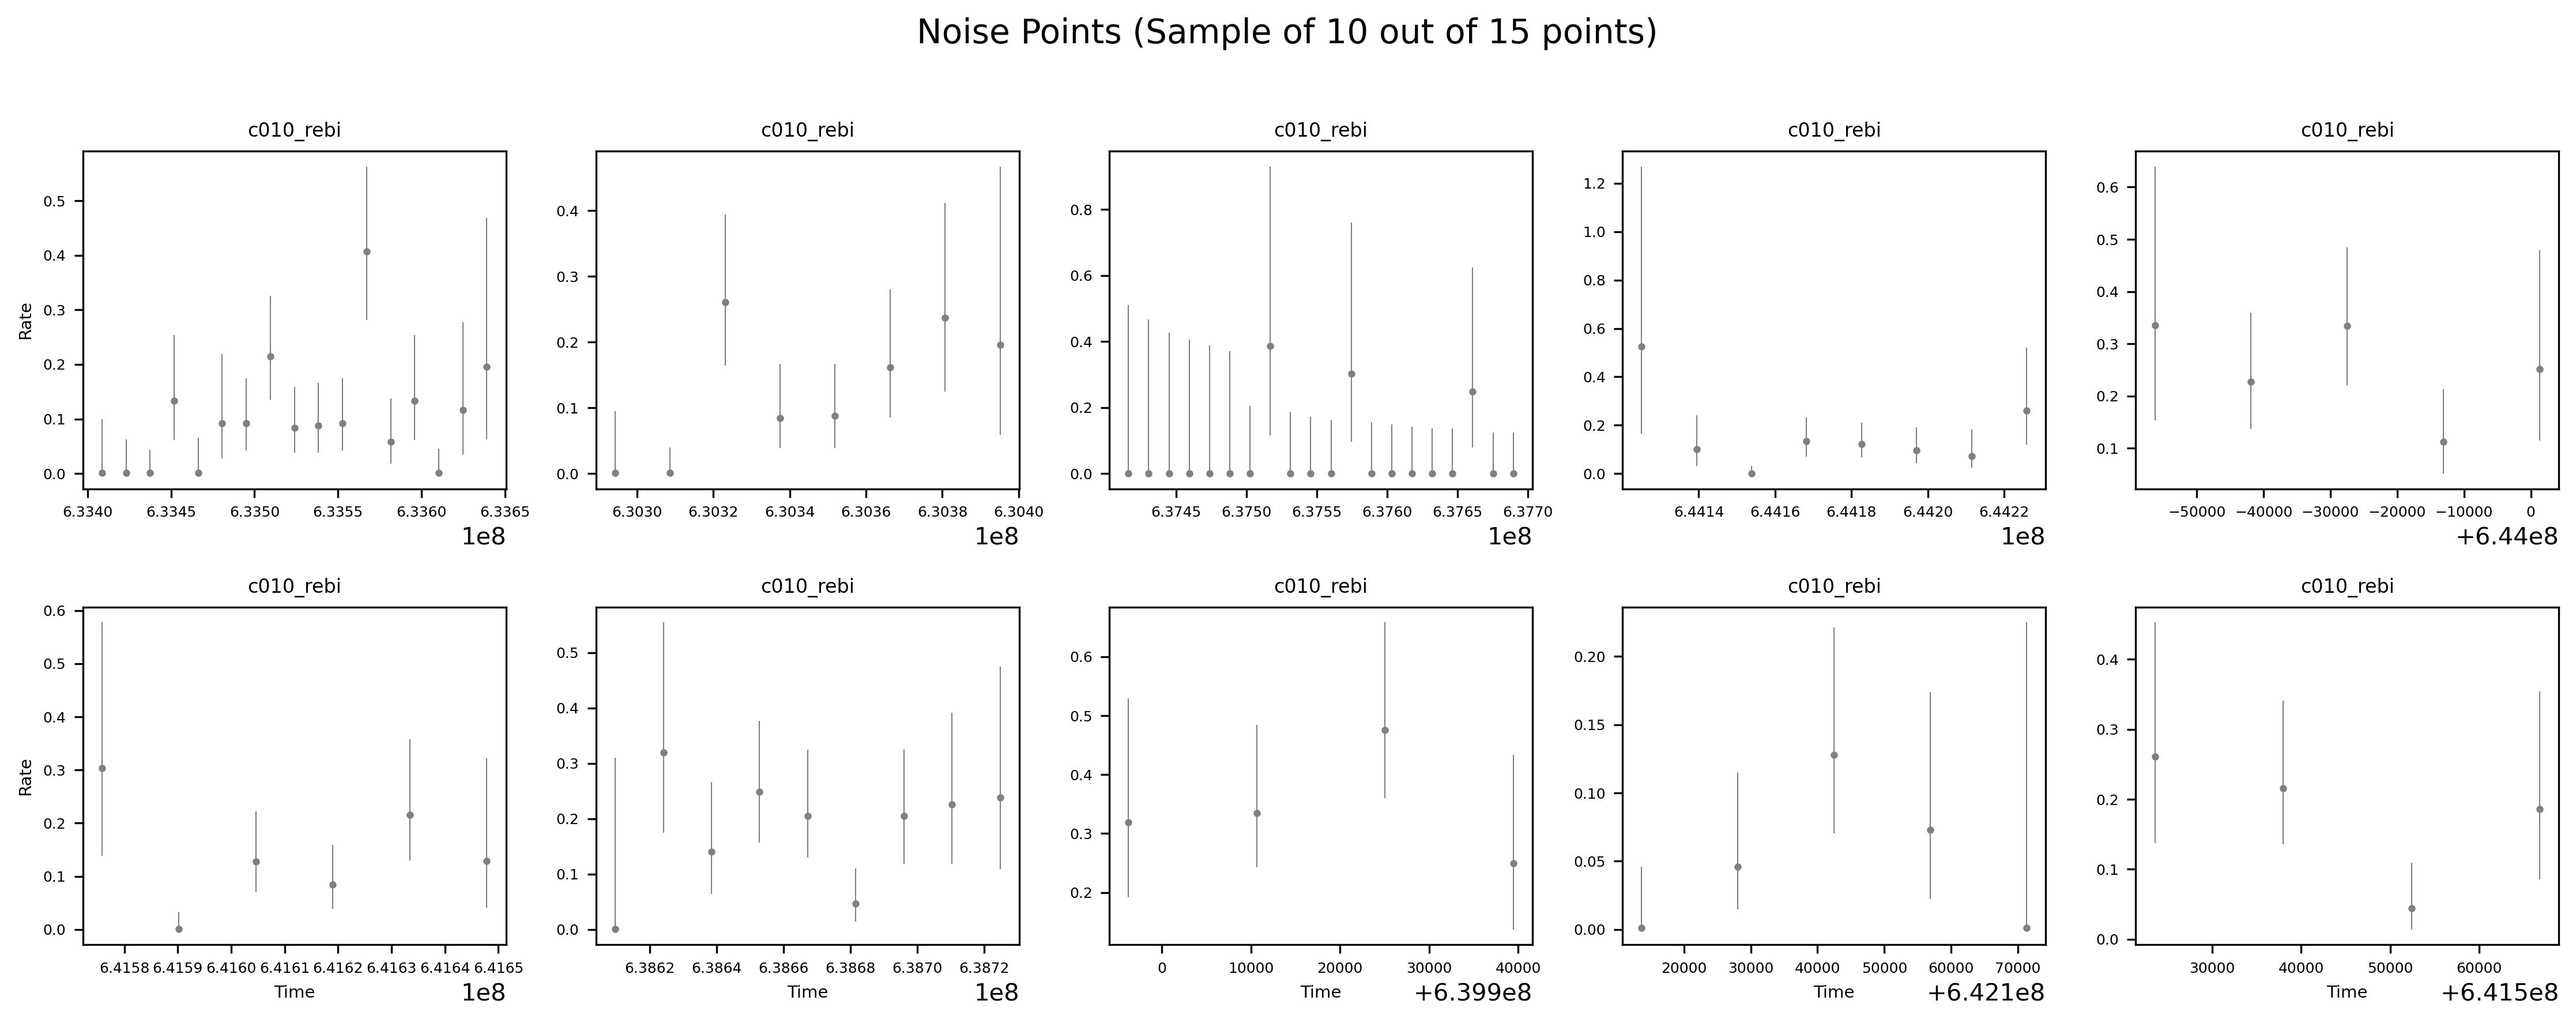 Noise Points (Sample of 10 out of 15 points)
c010_rebi c010_rebi c010_rebi c010_rebi c010_rebi
Rate
0.5 0.4 0.3 0.2 0.1 0.0
6.3340 6.3345 6.3350 6.3355 6.3360 6.3365
1e8
0.4 0.3 0.2 0.1 0.0
6.3030 6.3032 6.3034 6.3036 6.3038 6.3040
1e8
0.8 0.6 0.4 0.2 0.0
6.3745 6.3750 6.3755 6.3760 6.3765 6.3770
1e8
1.2 1.0 0.8 0.6 0.4 0.2 0.0
6.4414 6.4416 6.4418 6.4420 6.4422
1e8
0.6 0.5 0.4 0.3 0.2 0.1
−50000 −40000 −30000 −20000 −10000 0
+6.44e8
c010_rebi c010_rebi c010_rebi c010_rebi c010_rebi
Rate
0.6 0.5 0.4 0.3 0.2 0.1 0.0
6.4158 6.4159 6.4160 6.4161 6.4162 6.4163 6.4164 6.4165
Time 1e8
0.5 0.4 0.3 0.2 0.1 0.0
6.3862 6.3864 6.3866 6.3868 6.3870 6.3872
Time 1e8
0.6 0.5 0.4 0.3 0.2
0 10000 20000 30000 40000
Time +6.399e8
0.20 0.15 0.10 0.05 0.00
20000 30000 40000 50000 60000 70000
Time +6.421e8
0.4 0.3 0.2 0.1 0.0
30000 40000 50000 60000
Time +6.415e8